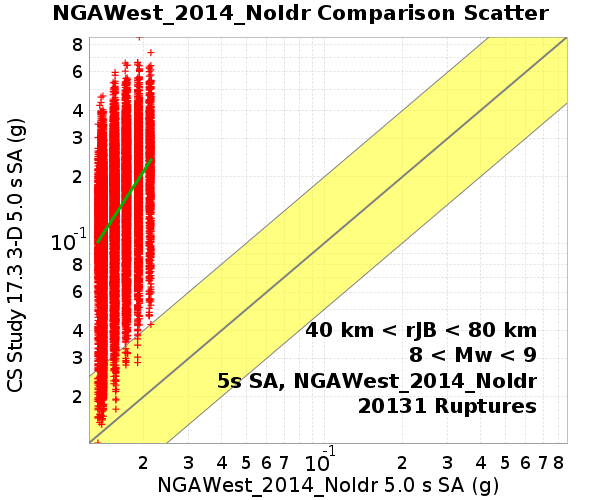 NGAWest_2014_NoIdr Comparison Scatter
CS Study 17.3 3-D 5.0 s SA (g)
8
6
4
3
2
10-1
8
6
4
3
2
40 km < rJB < 80 km
8 < Mw < 9
5s SA, NGAWest_2014_NoIdr
20131 Ruptures
2 3 4 5 6 7 10-1 2 3 4 5 6 7 8
NGAWest_2014_NoIdr 5.0 s SA (g)